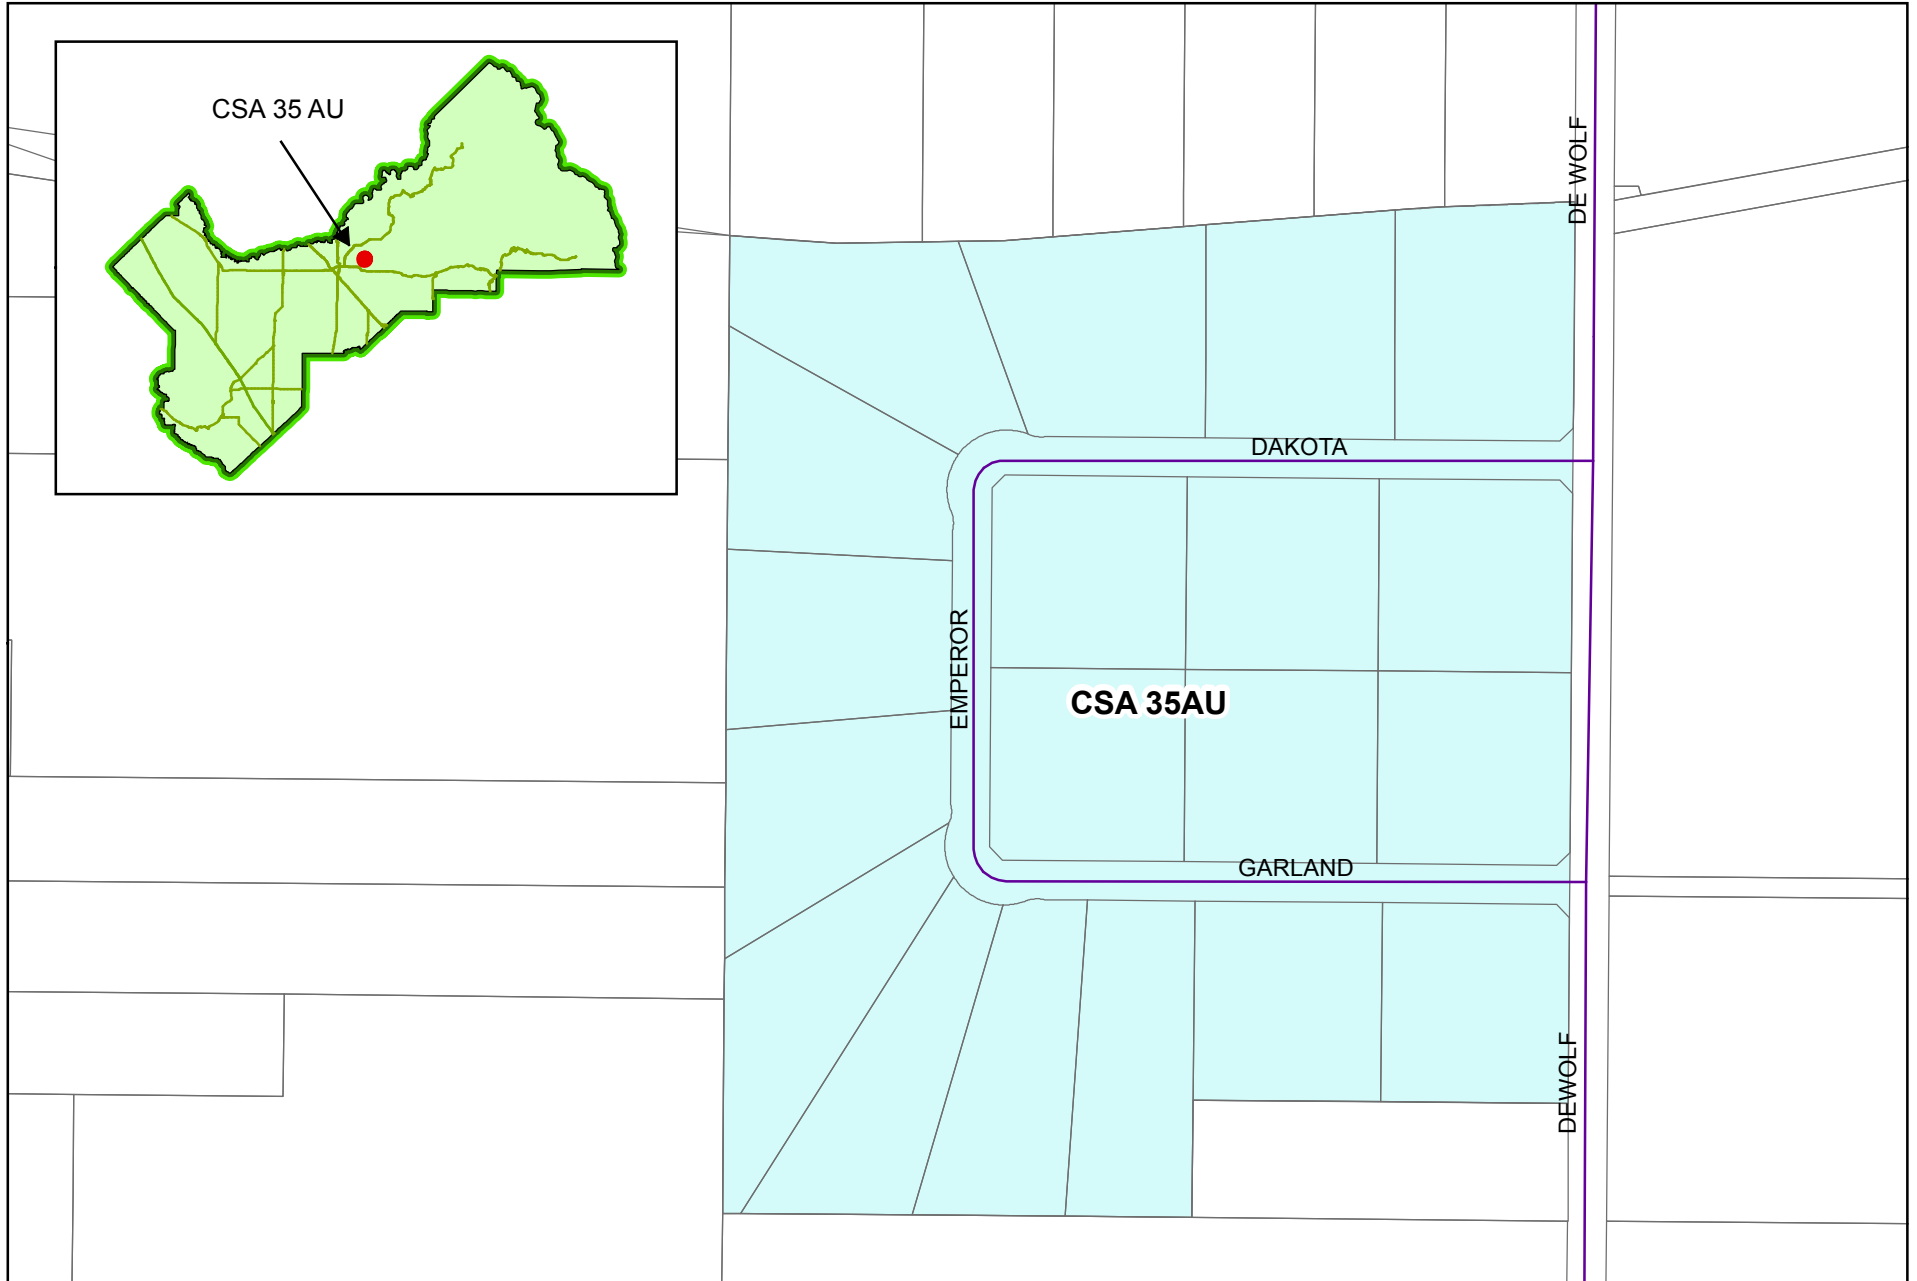 CSA 35 AU
DE WOLF
DAKOTA
EMPEROR
CSA 35AU
GARLAND
DEWOLF